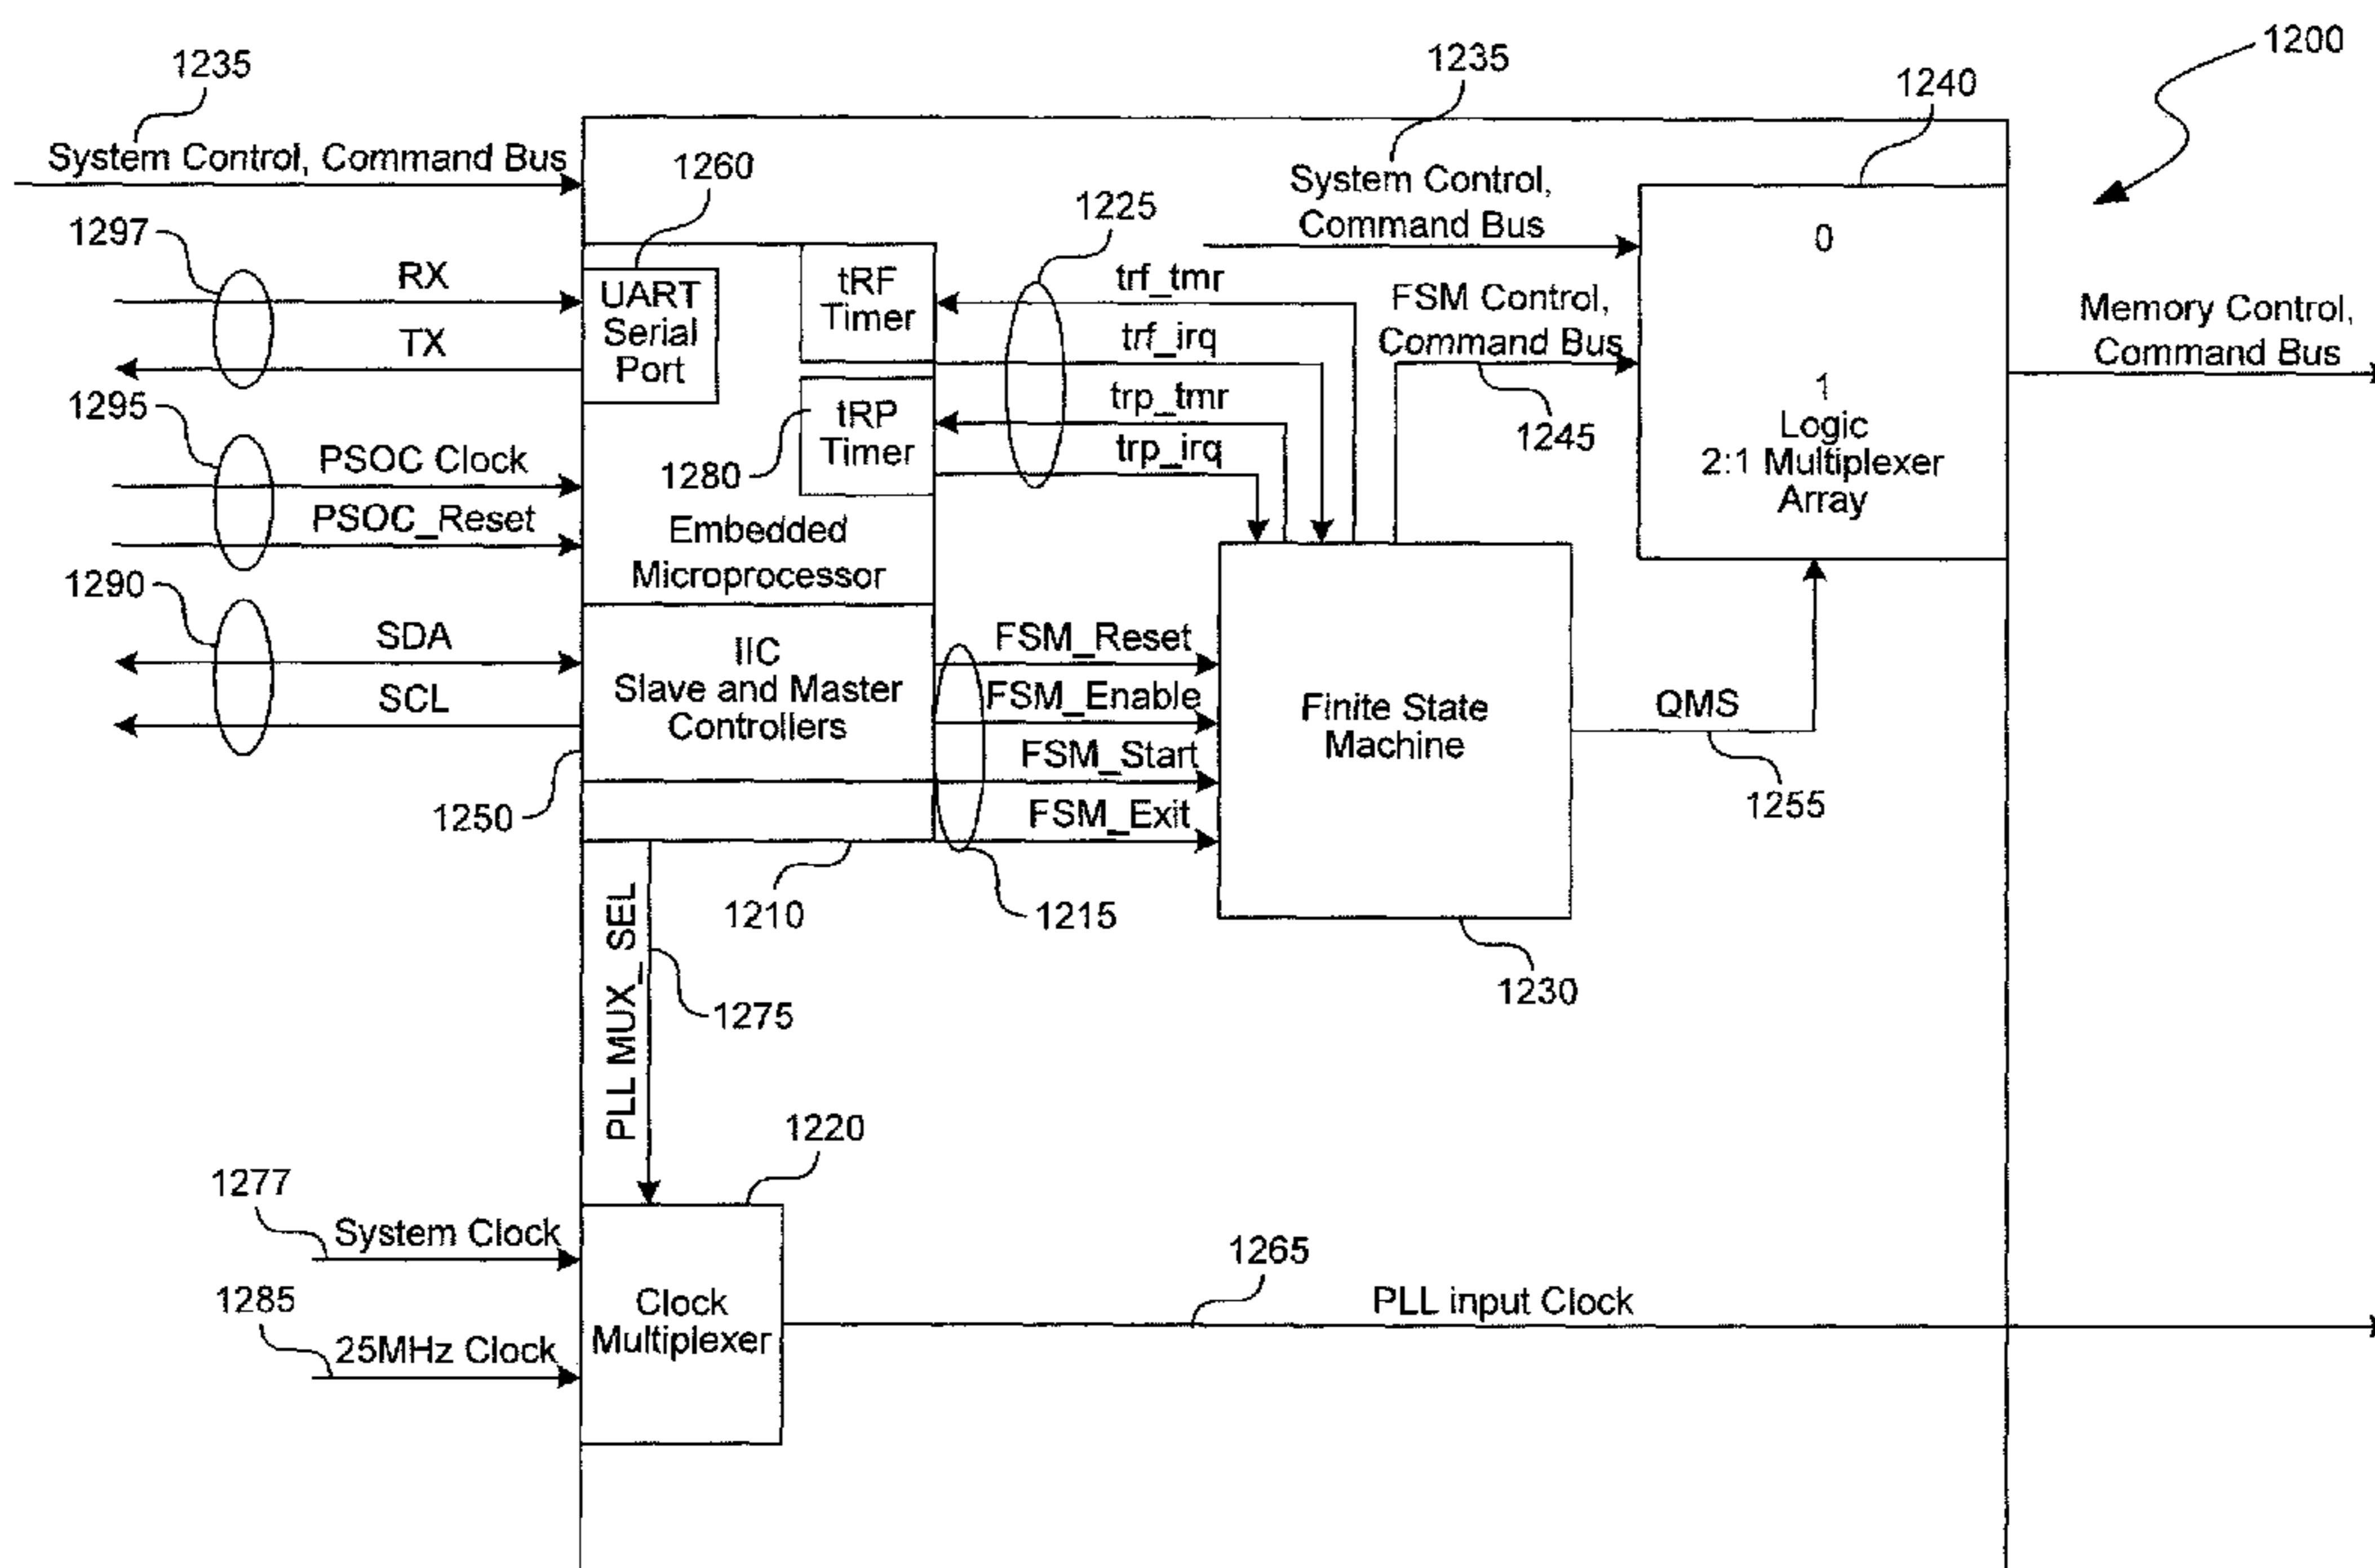 1200
1235
1235
1240
System Control, Command Bus
1260
System Control,
Command Bus
0
1297
RX
TX
UART
Serial
Port
tRF
Timer
1225
trf_tmr
trf_irq
trp_tmr
trp_irq
FSM Control,
Command Bus
1245
1
Logic
2:1 Multiplexer
Array
Memory Control,
Command Bus
1295
PSOC Clock
PSOC_Reset
1280
tRP
Timer
Embedded
Microprocessor
1290
SDA
SCL
IIC
Slave and Master
Controllers
FSM_Reset
FSM_Enable
FSM_Start
FSM_Exit
Finite State
Machine
QMS
1255
1250
1210
1215
1230
PLL MUX_SEL
1275
1220
1277
System Clock
1285
25MHz Clock
Clock
Multiplexer
1265
PLL input Clock